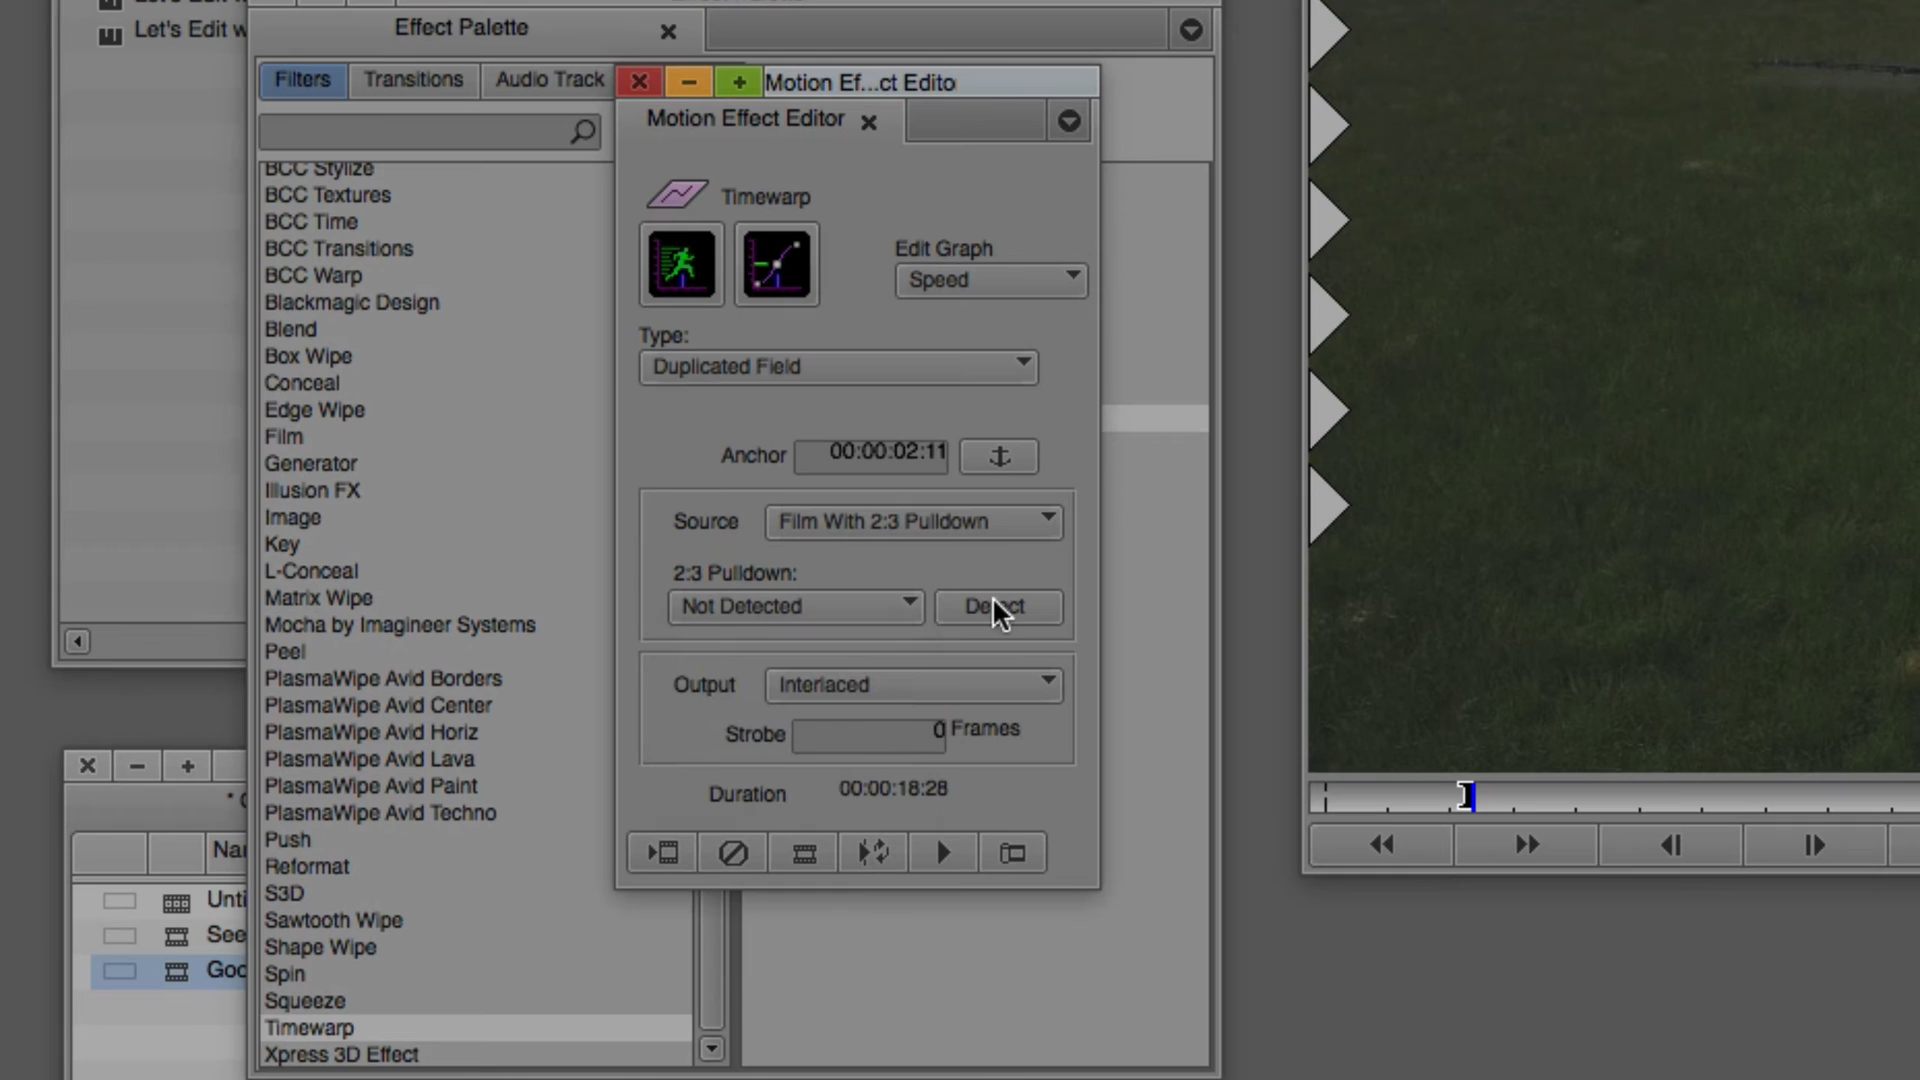 Let's Edit w
Effect Palette
Filters
Transitions
Audio Track
Motion Ef...ct Edito
Motion Effect Editor
BCC Stylize
BCC Textures
BCC Time
BCC Transitions
BCC Warp
Blackmagic Design
Blend
Box Wipe
Conceal
Edge Wipe
Film
Generator
Illusion FX
Image
Key
L-Conceal
Matrix Wipe
Mocha by Imagineer Systems
Peel
PlasmaWipe Avid Borders
PlasmaWipe Avid Center
PlasmaWipe Avid Horiz
PlasmaWipe Avid Lava
PlasmaWipe Avid Paint
PlasmaWipe Avid Techno
Push
Reformat
S3D
Sawtooth Wipe
Shape Wipe
Spin
Squeeze
Timewarp
Xpress 3D Effect
Timewarp
Edit Graph
Speed
Type:
Duplicated Field
Anchor 00:00:02:11
Source Film With 2:3 Pulldown
2:3 Pulldown:
Not Detected Detect
Output Interlaced
Strobe 0 Frames
Duration 00:00:18:28
Nar
Unti
See
Goo